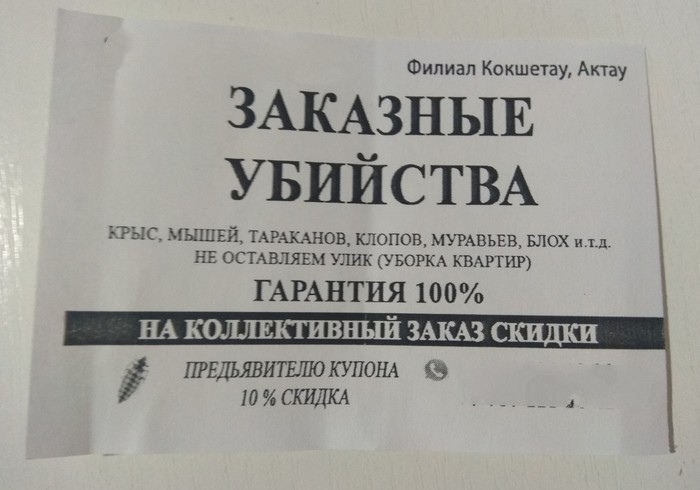 Филиал Кокшетау, Актау
ЗАКАЗНЫЕ
УБИЙСТВА
КРЫС, МЫШЕЙ, ТАРАКАНОВ, КЛОПОВ, МУРАВЬЕВ, БЛОХ и.т.д.
НЕ ОСТАВЛЯЕМ УЛИК (УБОРКА КВАРТИР)
ГАРАНТИЯ 100%
НА КОЛЛЕКТИВНЫЙ ЗАКАЗ СКИДКИ
ПРЕДЬЯВИТЕЛЮ КУПОНА
10 % СКИДКА